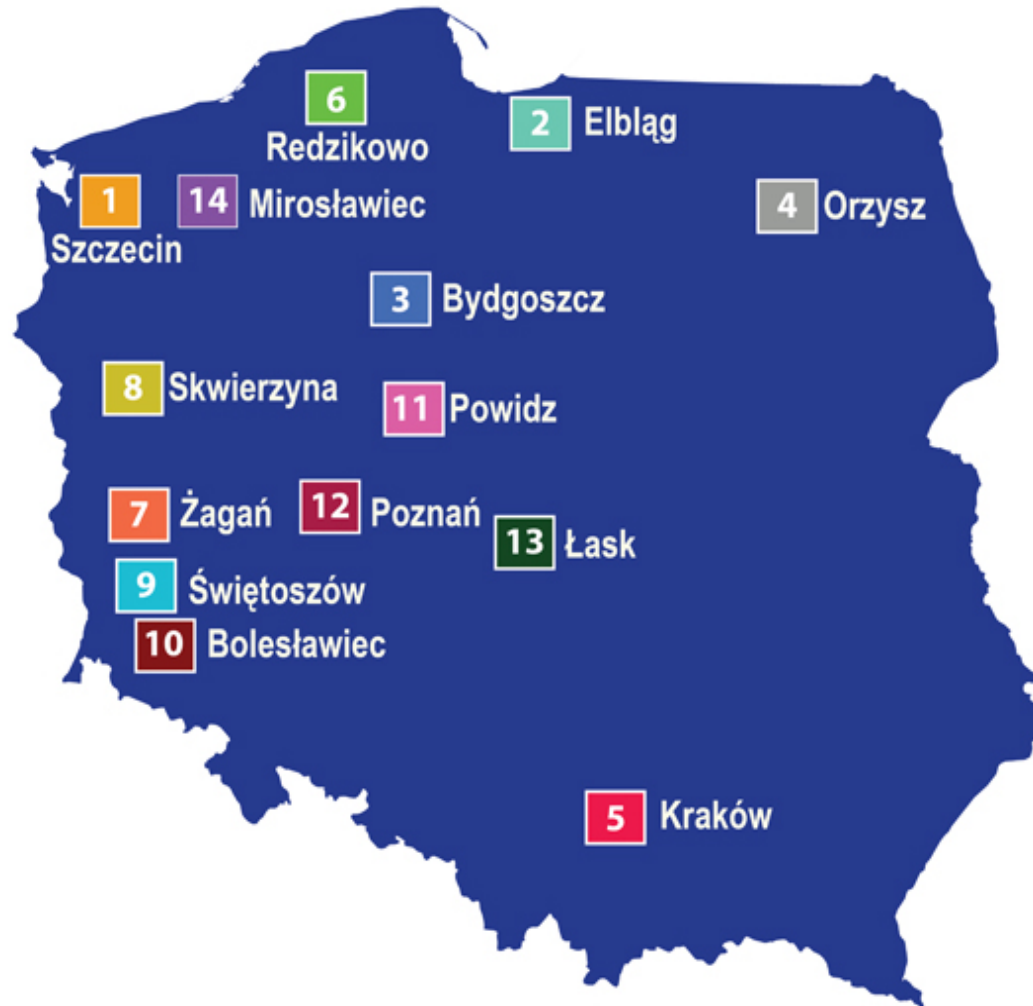 6
Redzikowo
2 Elbląg
1
Szczecin
14 Mirosławiec
4 Orzysz
3 Bydgoszcz
8 Skwierzyna
11 Powidz
7 Żagań
12 Poznań
13 Łask
9 Świętoszów
10 Bolesławiec
5 Kraków